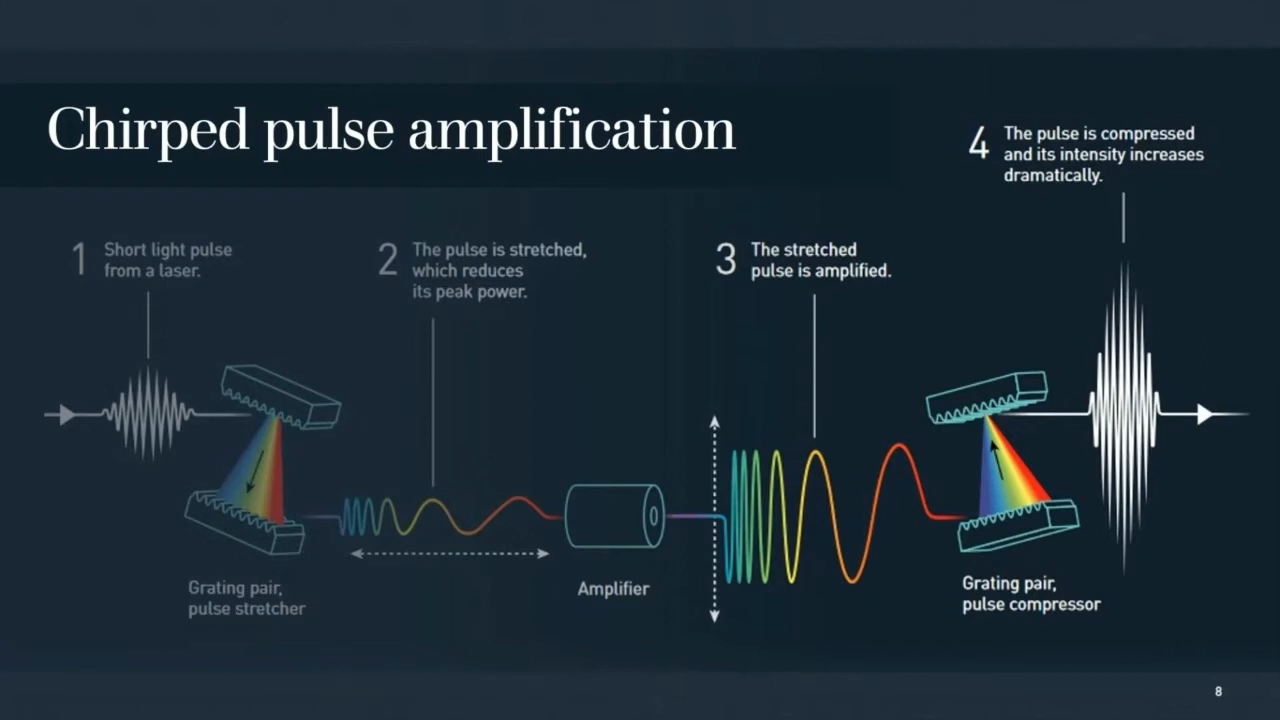 Chirped pulse amplification
1 Short light pulse
from a laser.
2 The pulse is stretched,
which reduces
its peak power.
3 The stretched
pulse is amplified.
4 The pulse is compressed
and its intensity increases
dramatically.
Grating pair,
pulse stretcher
Amplifier
Grating pair,
pulse compressor
8